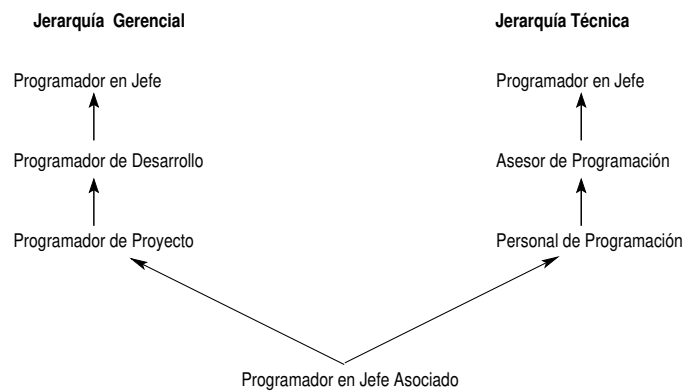 Jerarquía Gerencial
Jerarquía Técnica
Programador en Jefe
Programador en Jefe
Programador de Desarrollo
Asesor de Programación
Programador de Proyecto
Personal de Programación
Programador en Jefe Asociado